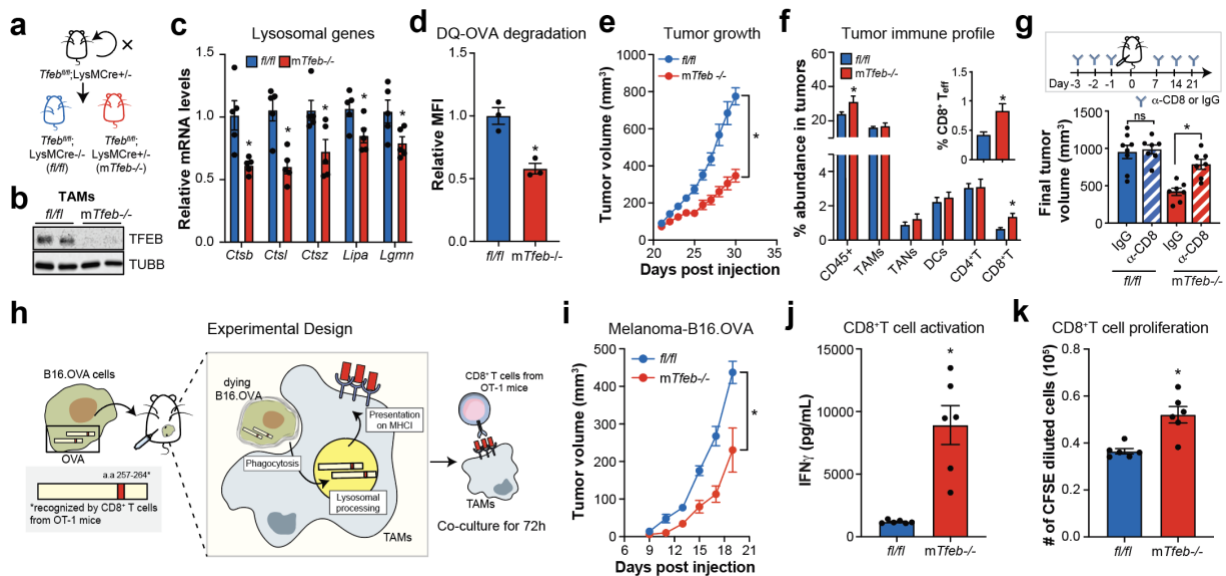 a
Tfeb^fl/fl;LysMCre+/-
Tfeb^fl/fl;
LysMCre-/-
(fl/fl)
Tfeb^fl/fl;
LysMCre+/-
(mTfeb-/-)
b
TAMs
fl/fl mTfeb-/-
TFEB
TUBB
c
Lysosomal genes
fl/fl mTfeb-/-
Relative mRNA levels
1.5
1.0
0.5
0.0
* * * * *
Ctsb Ctsl Ctsz Lipa Lgmn
d
DQ-OVA degradation
Relative MFI
1.5
1.0
0.5
0.0
*
fl/fl mTfeb-/-
e
Tumor growth
fl/fl
mTfeb -/-
Tumor volume (mm³)
1000
800
600
400
200
0
*
20 25 30 35
Days post injection
f
Tumor immune profile
fl/fl
mTfeb-/-
% abundance in tumors
60
40
20
6
4
2
0
*
*
CD45+ TAMs TANs DCs CD4⁺T CD8⁺T
% CD8⁺ Teff
1.5
1.0
0.5
0.0
*
g
Day -3 -2 -1 0 7 14 21
α-CD8 or IgG
Final tumor
volume (mm³)
1500
1000
500
0
ns
*
IgG α-CD8 IgG α-CD8
fl/fl mTfeb-/-
h
Experimental Design
B16.OVA cells
OVA
a.a 257-264*
*recognized by CD8⁺ T cells
from OT-1 mice
dying
B16.OVA
Phagocytosis
Presentation
on MHCI
Lysosomal
processing
TAMs
CD8⁺ T cells from
OT-1 mice
TAMs
Co-culture for 72h
i
Melanoma-B16.OVA
fl/fl
mTfeb-/-
Tumor volume (mm³)
500
400
300
200
100
0
*
6 9 12 15 18 21
Days post injection
j
CD8⁺T cell activation
IFNγ (pg/mL)
15000
10000
5000
0
*
fl/fl mTfeb-/-
k
CD8⁺T cell proliferation
# of CFSE diluted cells (10⁵)
0.8
0.6
0.4
0.2
0.0
*
fl/fl mTfeb-/-